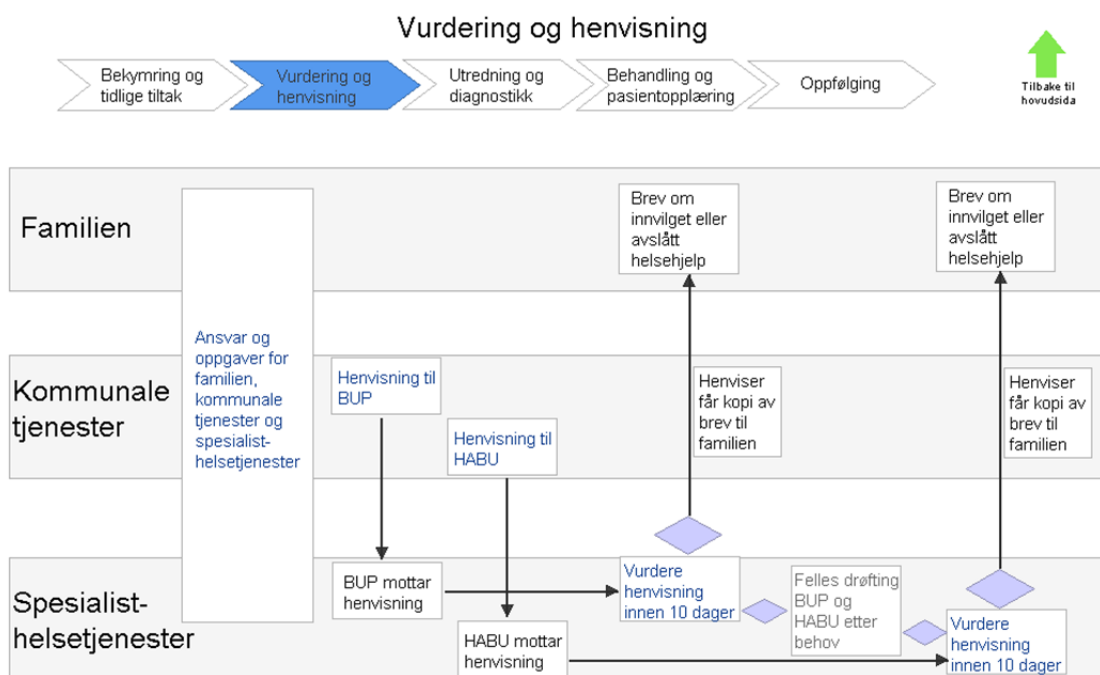 Vurdering og henvisning
Bekymring og
tidlige tiltak
Vurdering og
henvisning
Utredning og
diagnostikk
Behandling og
pasientopplæring
Oppfølging
Tilbake til
hovudsida
Familien
Brev om
innvilget eller
avslått
helsehjelp
Brev om
innvilget eller
avslått
helsehjelp
Ansvar og
oppgaver for
familien,
kommunale
tjenester og
spesialist-
helsetjenester
Kommunale
tjenester
Henvisning til
BUP
Henvisning til
HABU
Henviser
får kopi av
brev til
familien
Henviser
får kopi av
brev til
familien
Spesialist-
helsetjenester
BUP mottar
henvisning
HABU mottar
henvisning
Vurdere
henvisning
innen 10 dager
Felles drøfting
BUP og
HABU etter
behov
Vurdere
henvisning
innen 10 dager